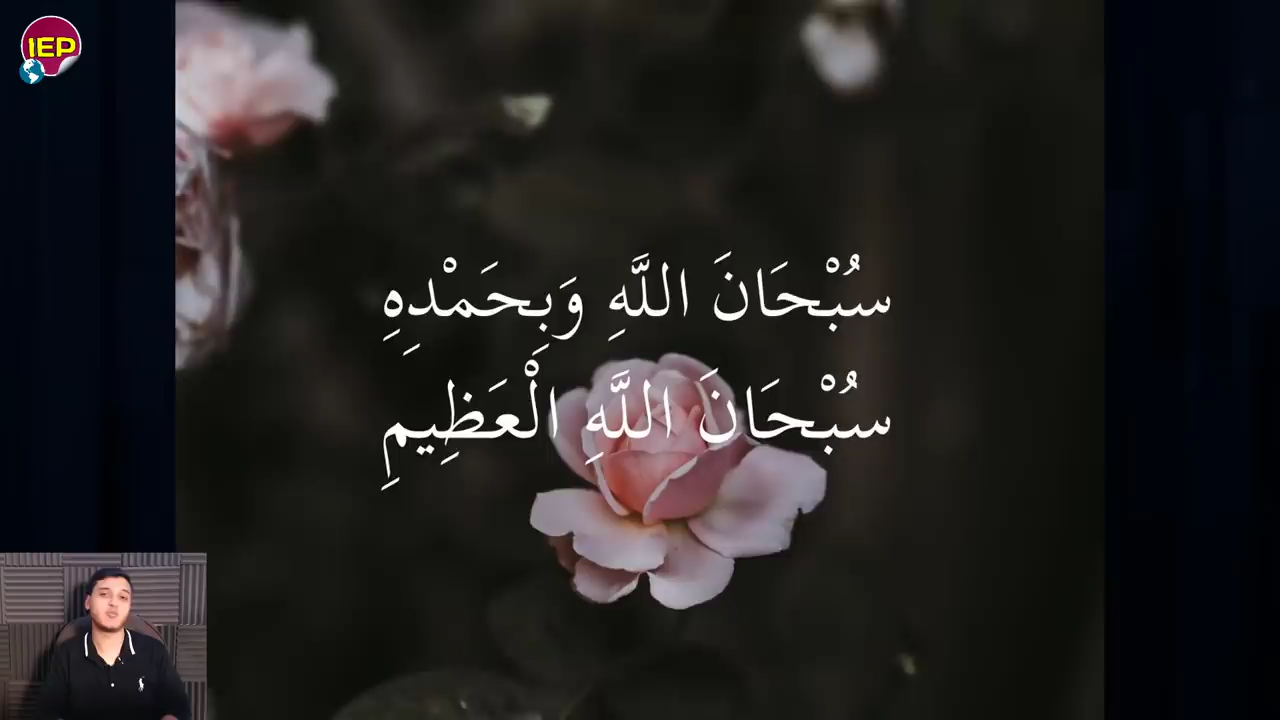 IEP
سُبْحَانَ اللَّهِ وَبِحَمْدِهِ
سُبْحَانَ اللَّهِ الْعَظِيمِ